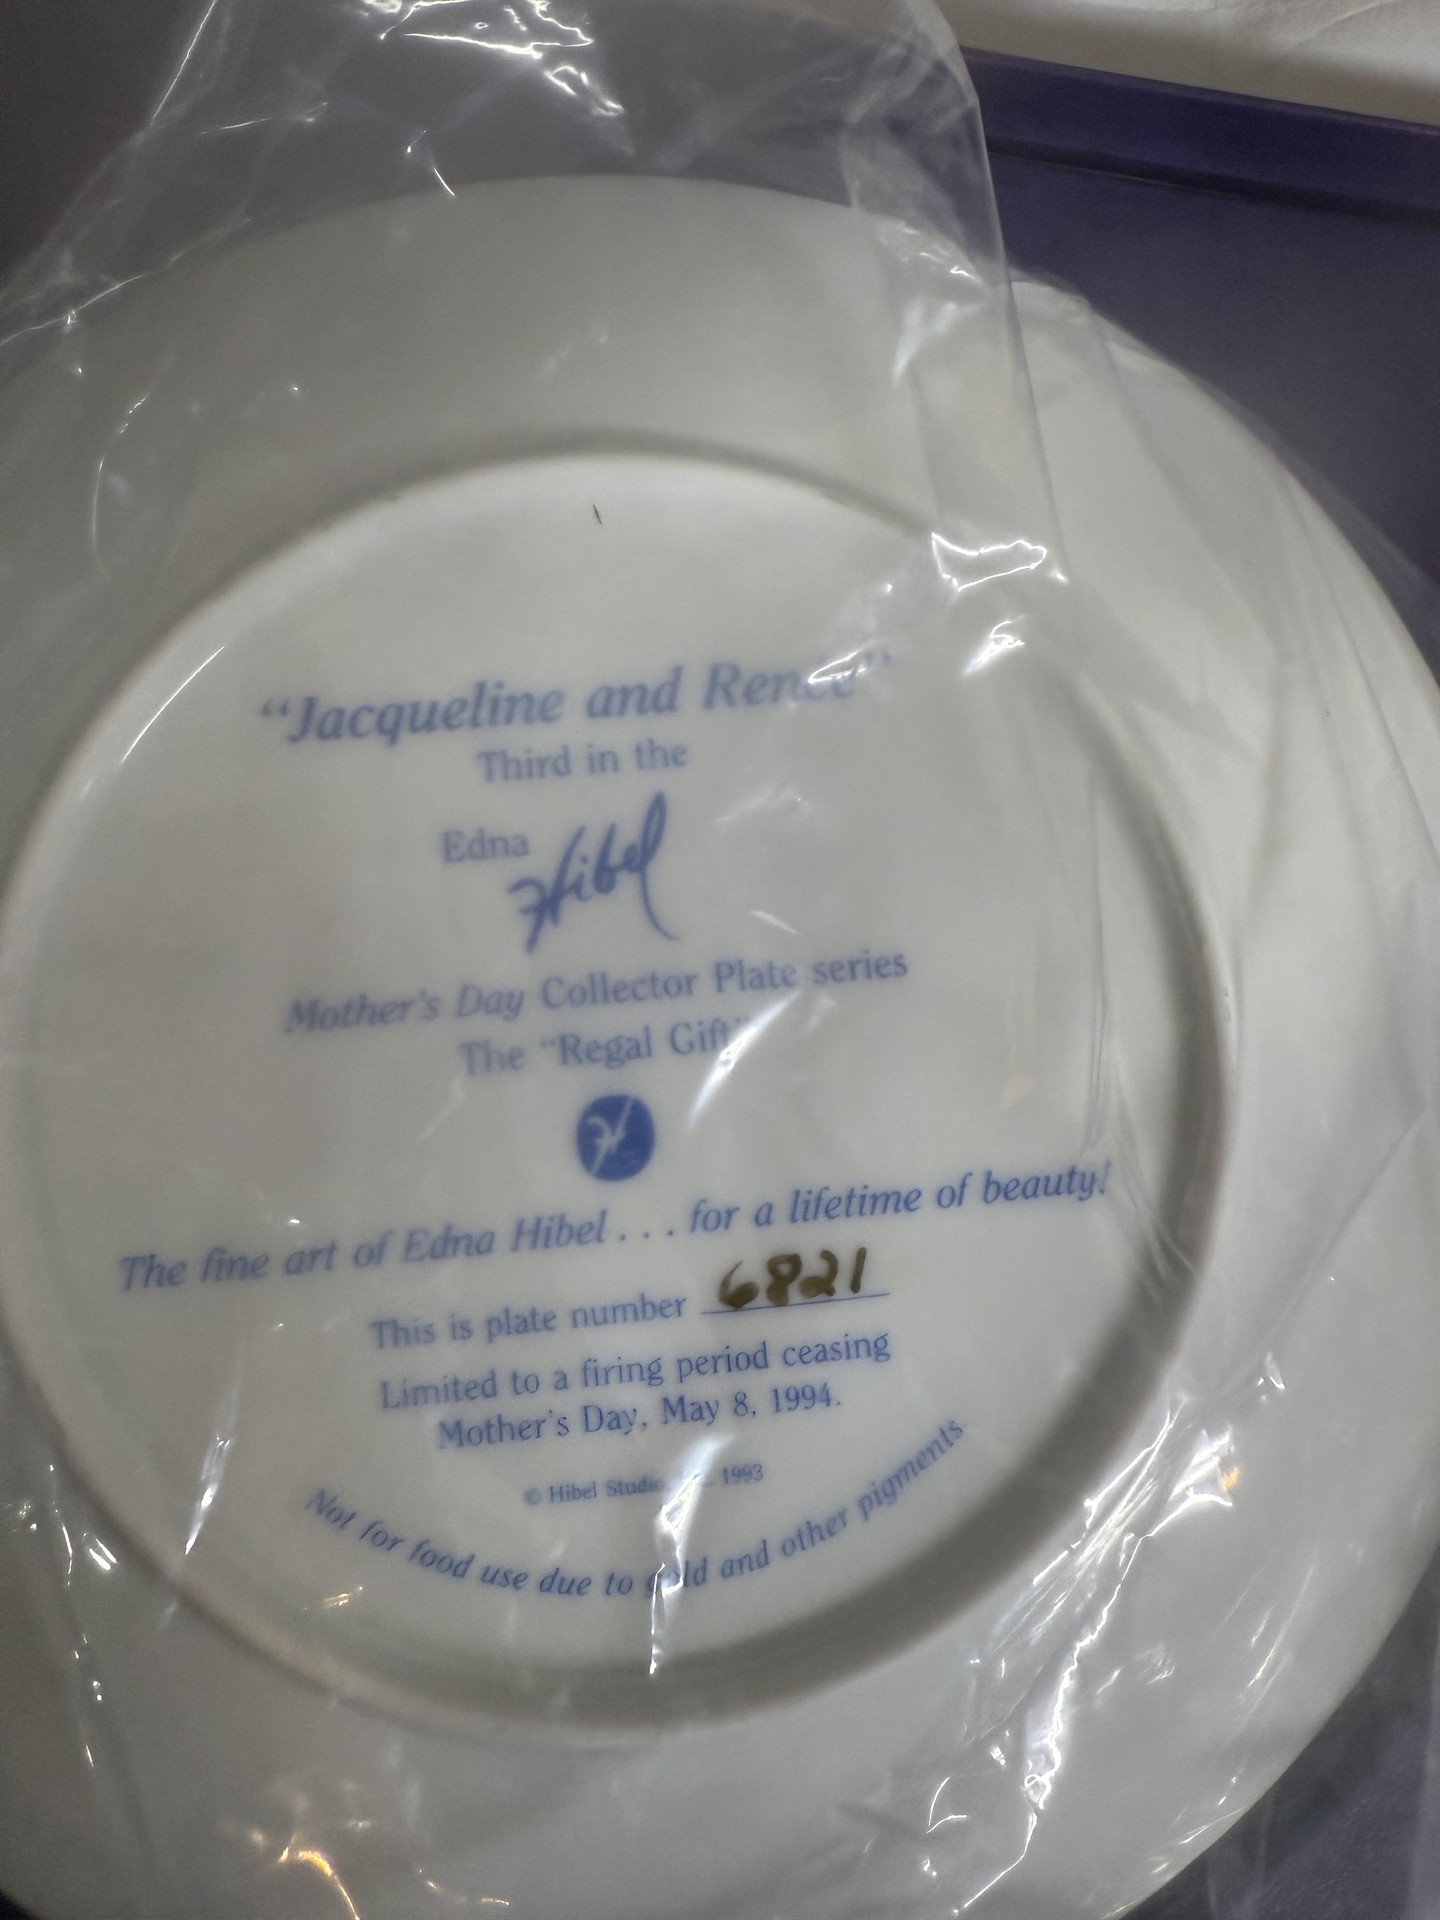 “Jacqueline and Renée”
Third in the
Edna Hibel
Mother's Day Collector Plate series
The “Regal Gift”
H
The fine art of Edna Hibel . . . for a lifetime of beauty!
This is plate number 6821
Limited to a firing period ceasing
Mother's Day, May 8, 1994.
© Hibel Studio 1993
Not for food use due to gold and other pigments.